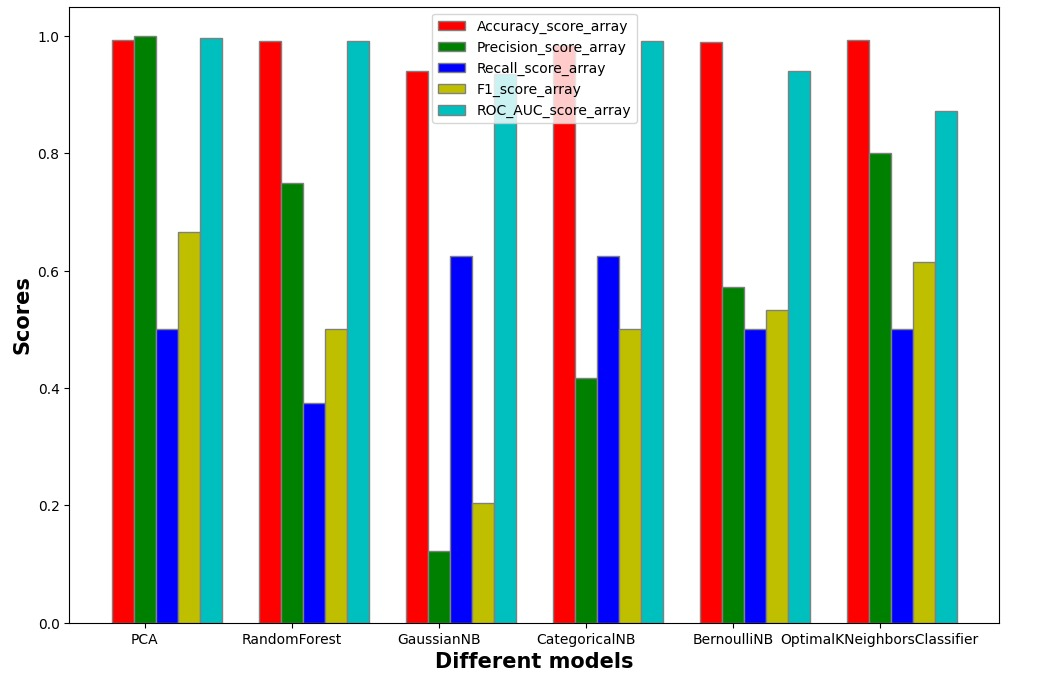 Accuracy_score_array
Precision_score_array
Recall_score_array
F1_score_array
ROC_AUC_score_array
1.0
0.8
0.6
0.4
0.2
0.0
Scores
PCA RandomForest GaussianNB CategoricalNB BernoulliNB OptimalKNeighborsClassifier
Different models